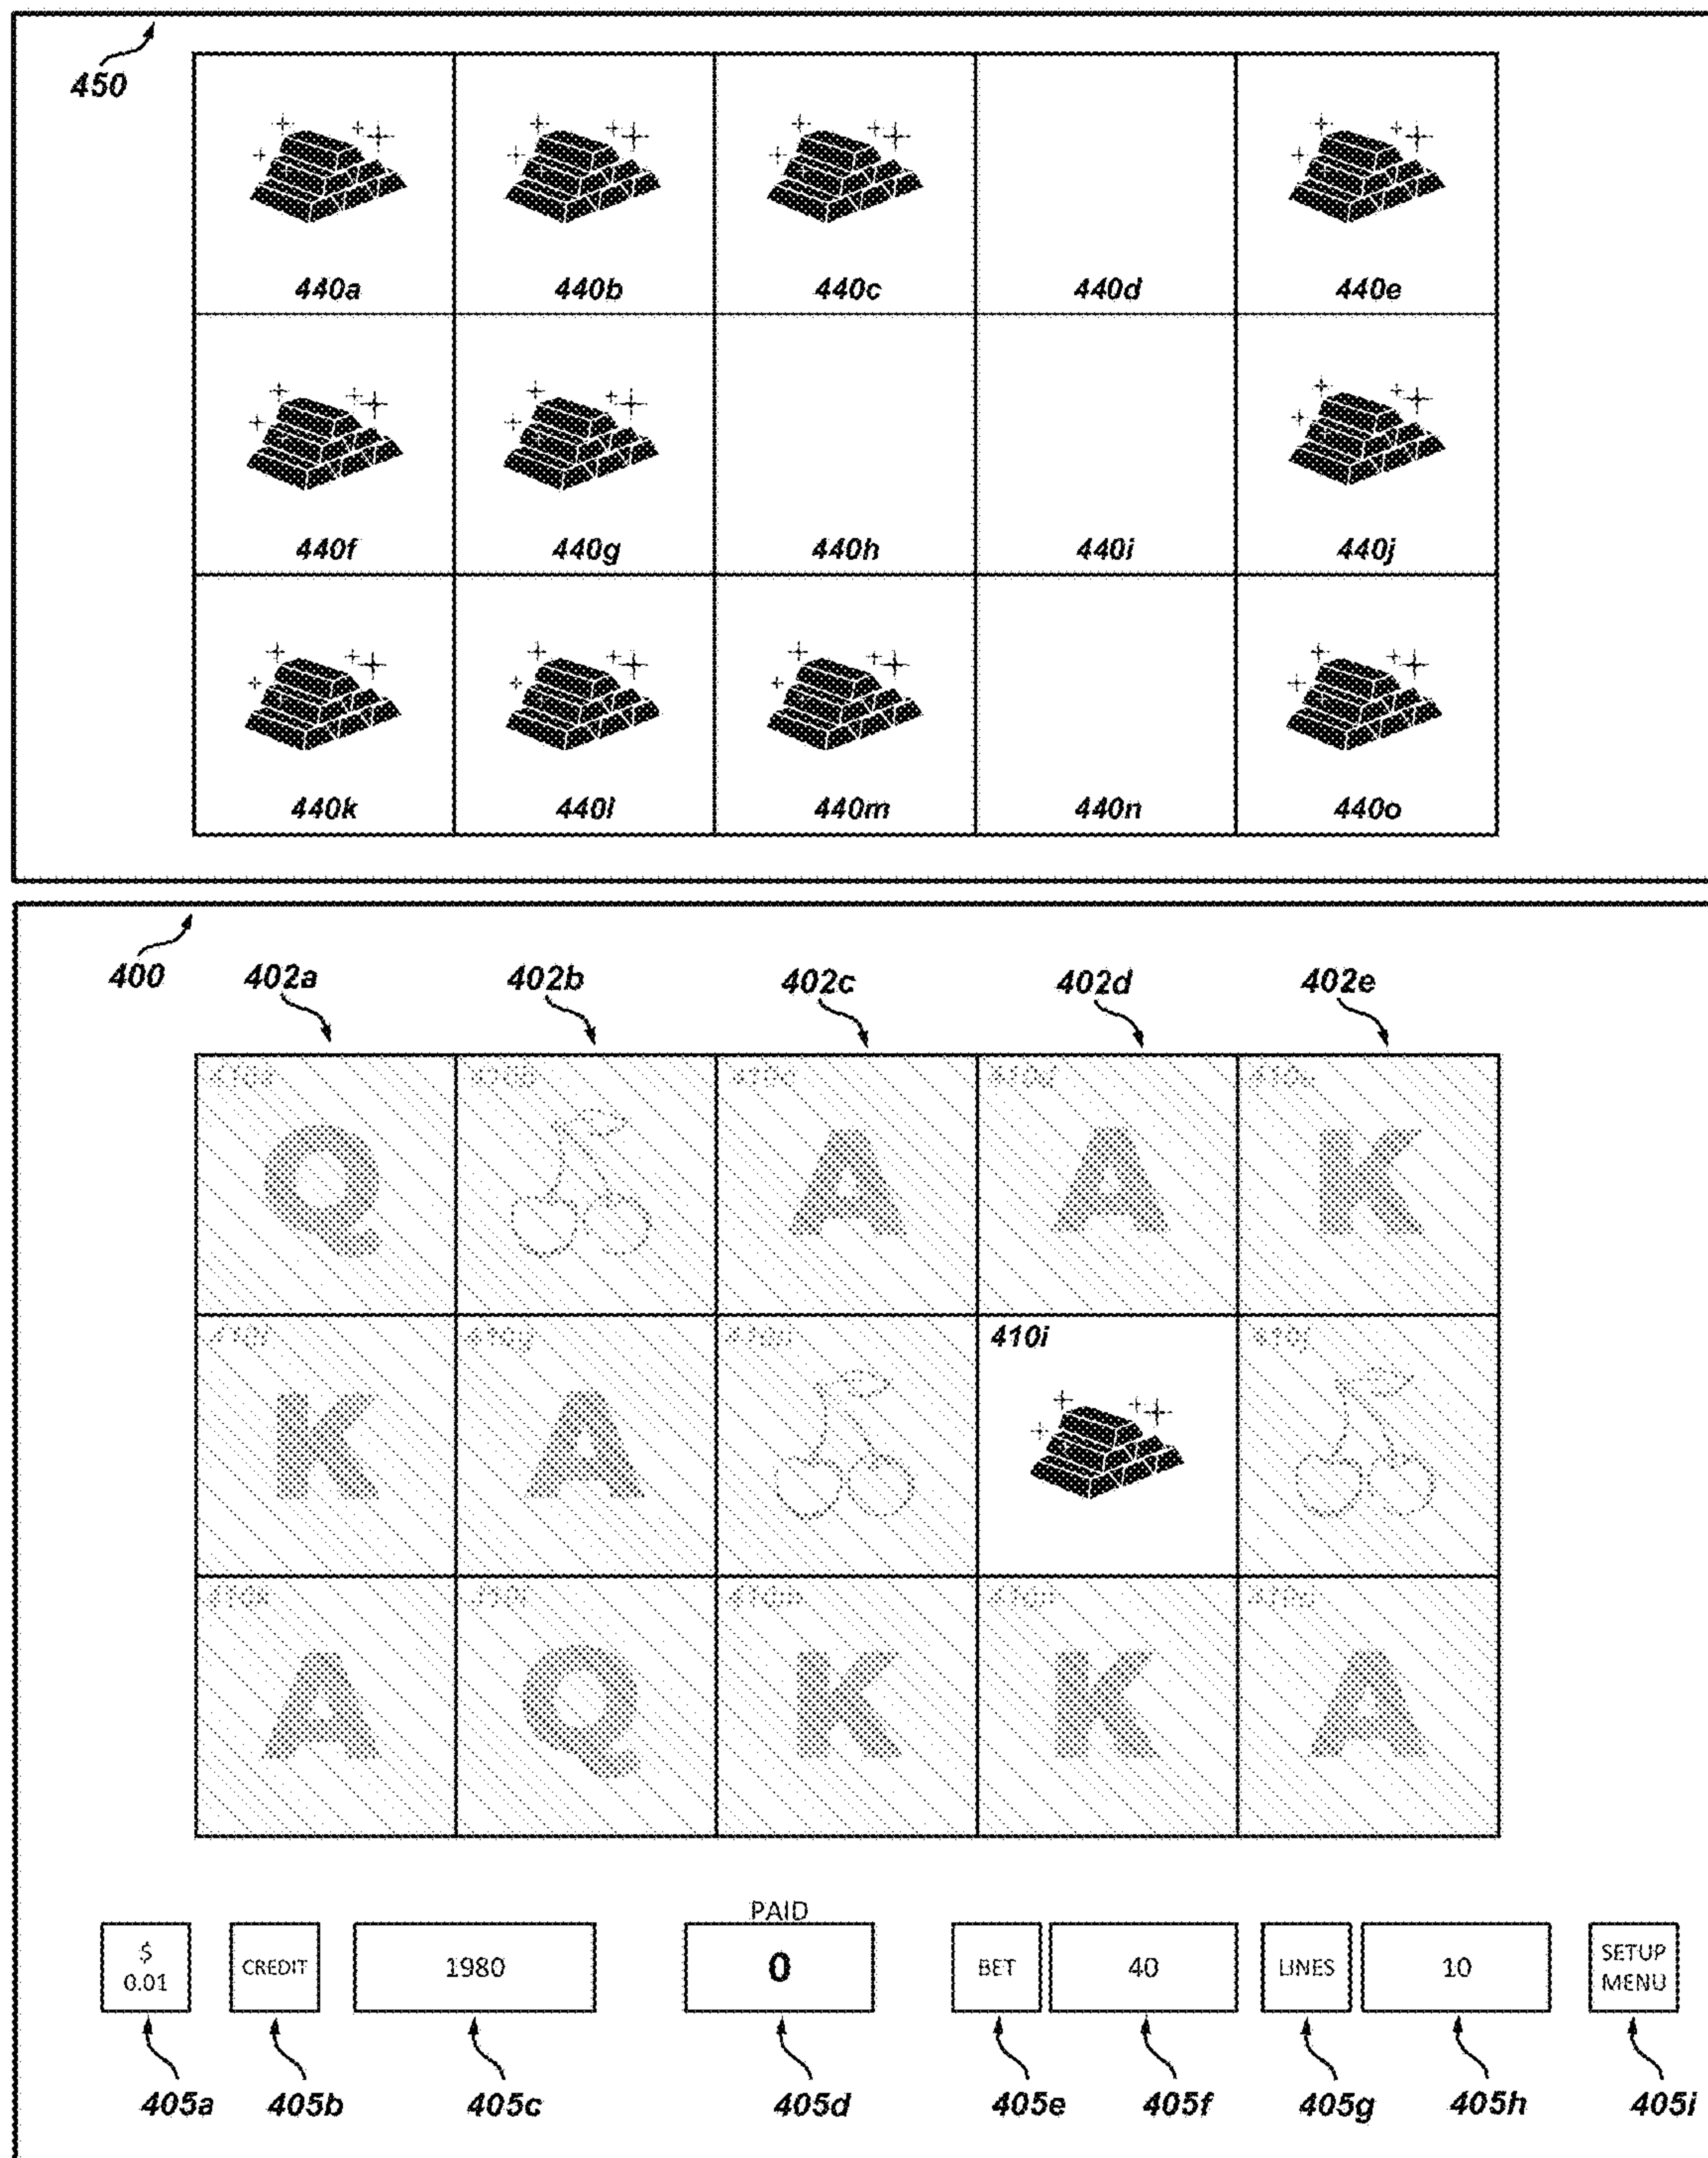 450
440a 440b 440c 440d 440e
440f 440g 440h 440i 440j
440k 440l 440m 440n 440o
400 402a 402b 402c 402d 402e
Q A A K
410i
K A
A Q K K A
PAID
$ 0.01 CREDIT 1980 0 BET 40 LINES 10 SETUP MENU
405a 405b 405c 405d 405e 405f 405g 405h 405i